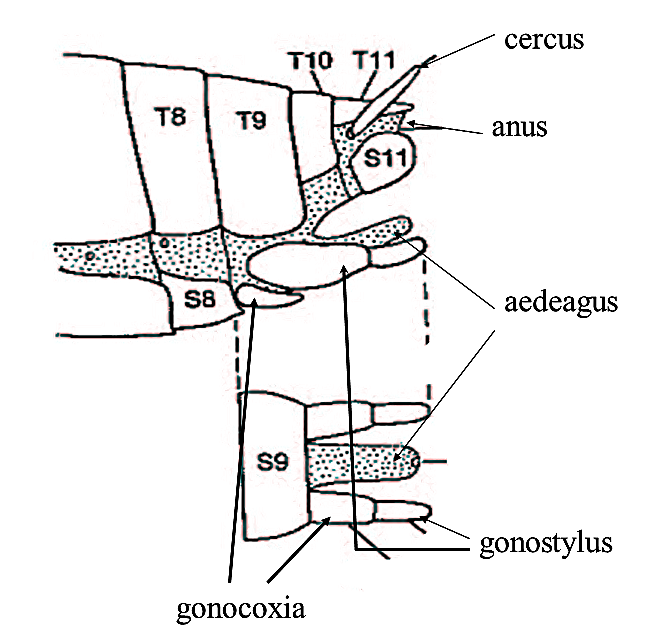 cercus
T10 T11
T8
T9
anus
S11
S8
aedeagus
S9
gonostylus
gonocoxia